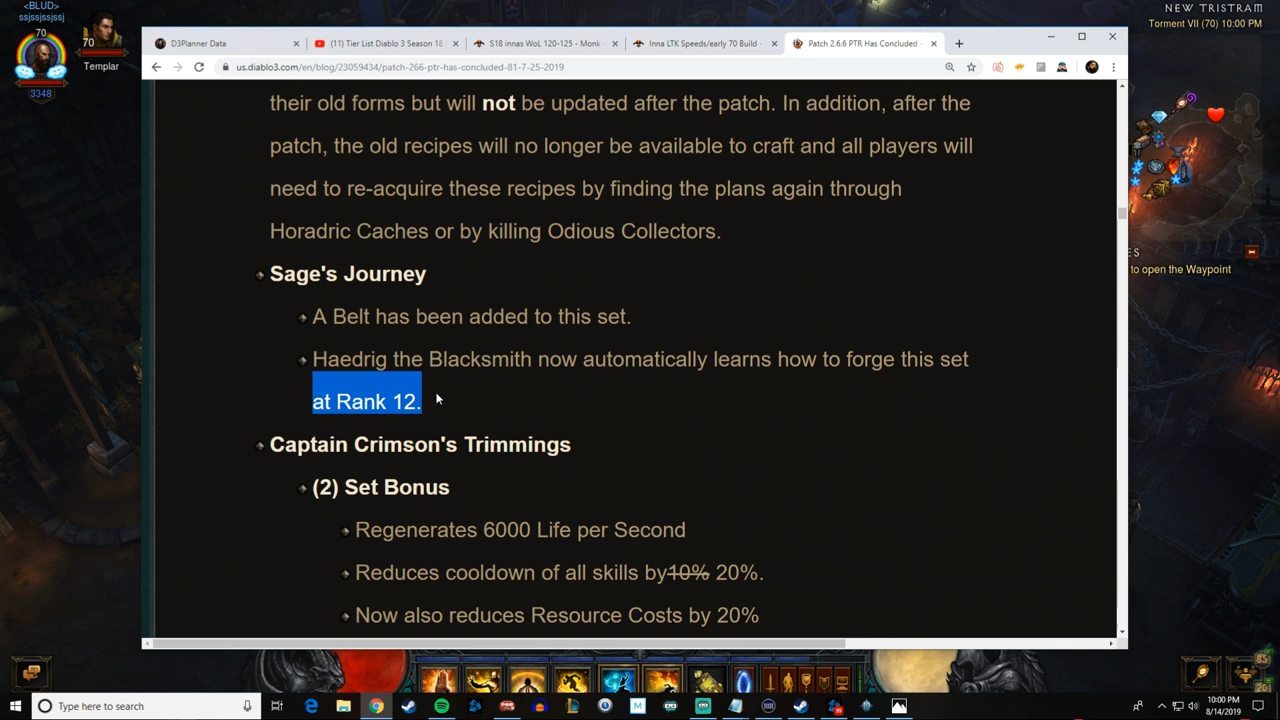 <BLUD>
ssjssjssjssj
70
70
Templar
3348
NEW TRISTRAM
Torment VII (70) 10:00 PM
D3Planner Data
(11) Tier List Diablo 3 Season 18
S18 innas WoL 120-125 - Monk
Inna LTK Speeds/early 70 Build
Patch 2.6.6 PTR Has Concluded
us.diablo3.com/en/blog/23059434/patch-266-ptr-has-concluded-81-7-25-2019
their old forms but will not be updated after the patch. In addition, after the
patch, the old recipes will no longer be available to craft and all players will
need to re-acquire these recipes by finding the plans again through
Horadric Caches or by killing Odious Collectors.
Sage's Journey
A Belt has been added to this set.
Haedrig the Blacksmith now automatically learns how to forge this set
at Rank 12.
Captain Crimson's Trimmings
(2) Set Bonus
Regenerates 6000 Life per Second
Reduces cooldown of all skills by 10% 20%.
Now also reduces Resource Costs by 20%
ES
to open the Waypoint
Type here to search
10:00 PM
8/14/2019